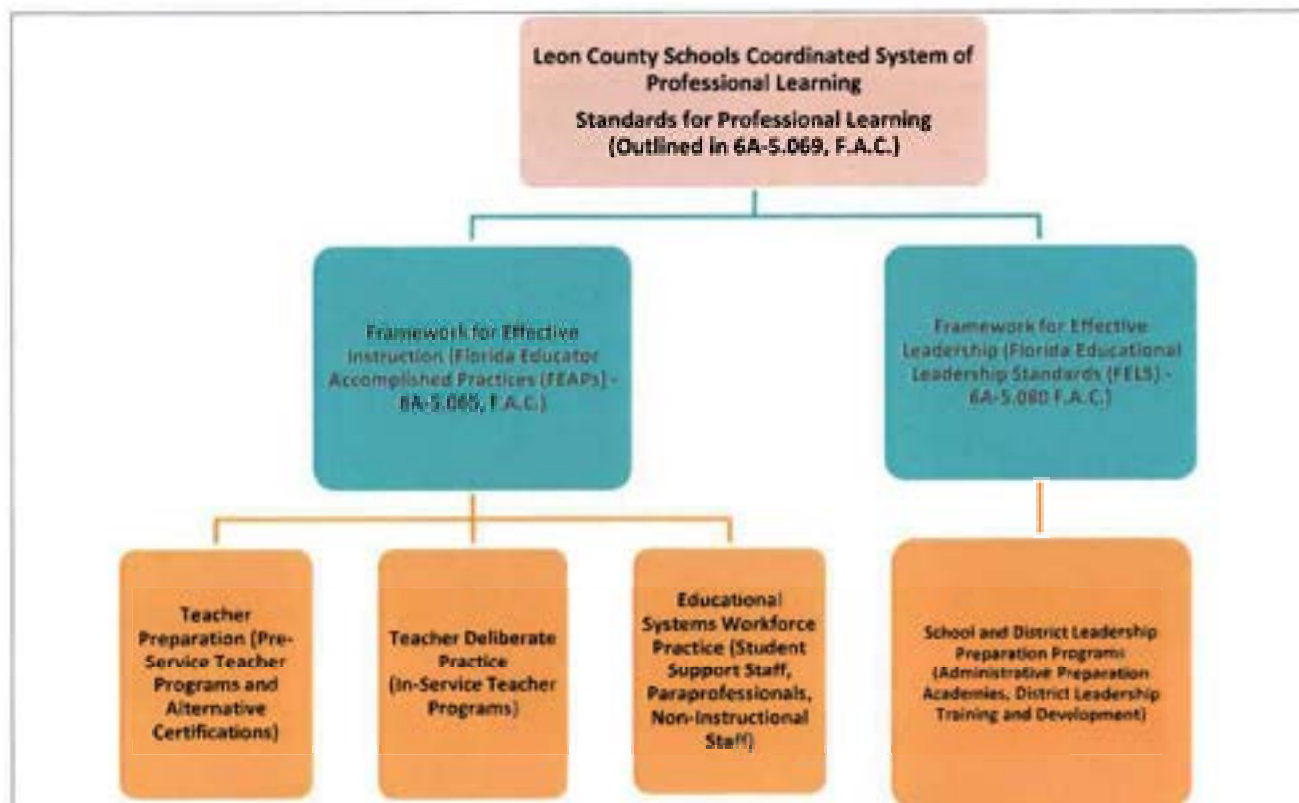 Leon County Schools Coordinated System of
Professional Learning
Standards for Professional Learning
(Outlined in 6A-5.069, F.A.C.)
Framework for Effective
Instruction (Florida Educator
Accomplished Practices (FEAPs) -
6A-5.065, F.A.C.)
Framework for Effective
Leadership (Florida Educational
Leadership Standards (FELS) -
6A-5.080 F.A.C.)
Teacher
Preparation (Pre-
Service Teacher
Programs and
Alternative
Certifications)
Teacher Deliberate
Practice
(In-Service Teacher
Programs)
Educational
Systems Workforce
Practice (Student
Support Staff,
Paraprofessionals,
Non-Instructional
Staff)
School and District Leadership
Preparation Programs
(Administrative Preparation
Academies, District Leadership
Training and Development)